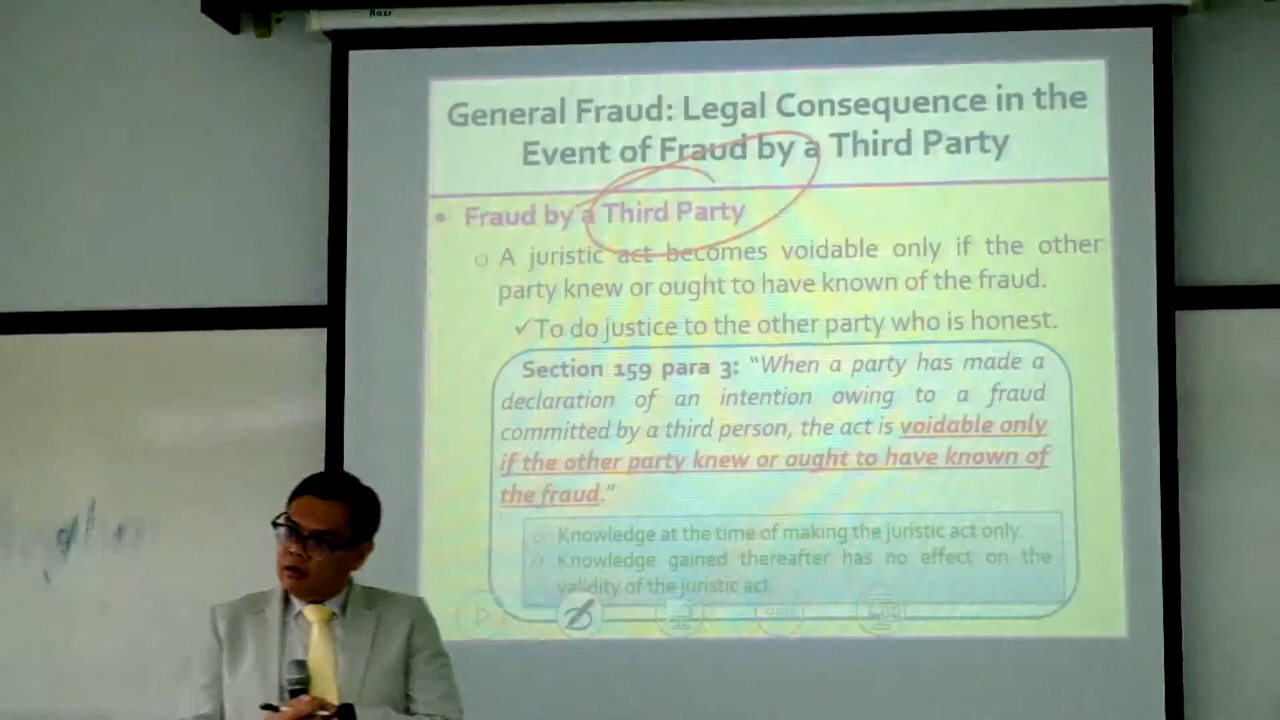 General Fraud: Legal Consequence in the
Event of Fraud by a Third Party
• Fraud by a Third Party
o A juristic act becomes voidable only if the other
party knew or ought to have known of the fraud.
✓To do justice to the other party who is honest.
Section 159 para 3: “When a party has made a
declaration of an intention owing to a fraud
committed by a third person, the act is voidable only
if the other party knew or ought to have known of
the fraud.”
o Knowledge at the time of making the juristic act only.
o Knowledge gained thereafter has no effect on the
validity of the juristic act